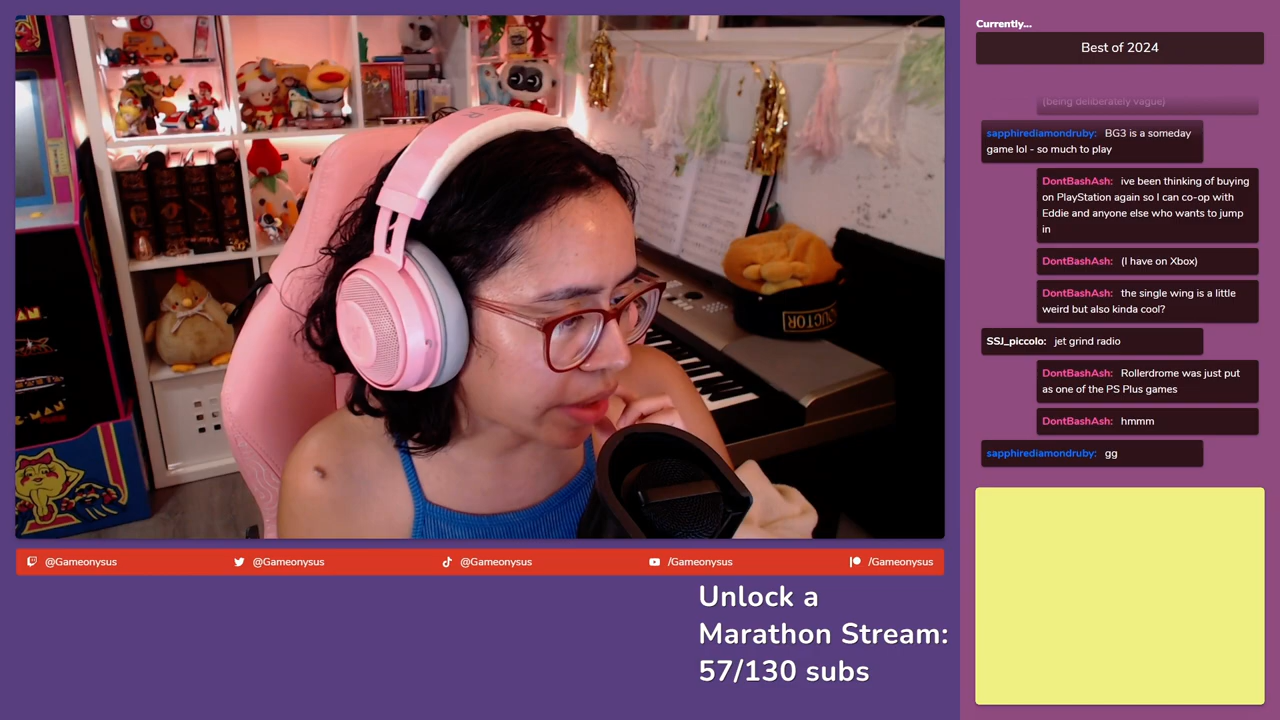 Currently...
Best of 2024
(being deliberately vague)
sapphirediamondruby: BG3 is a someday
game lol - so much to play
DontBashAsh: ive been thinking of buying
on PlayStation again so I can co-op with
Eddie and anyone else who wants to jump
in
DontBashAsh: (I have on Xbox)
DontBashAsh: the single wing is a little
weird but also kinda cool?
SSJ_piccolo: jet grind radio
DontBashAsh: Rollerdrome was just put
as one of the PS Plus games
DontBashAsh: hmmm
sapphirediamondruby: gg
@Gameonysus
@Gameonysus
@Gameonysus
/Gameonysus
/Gameonysus
Unlock a
Marathon Stream:
57/130 subs